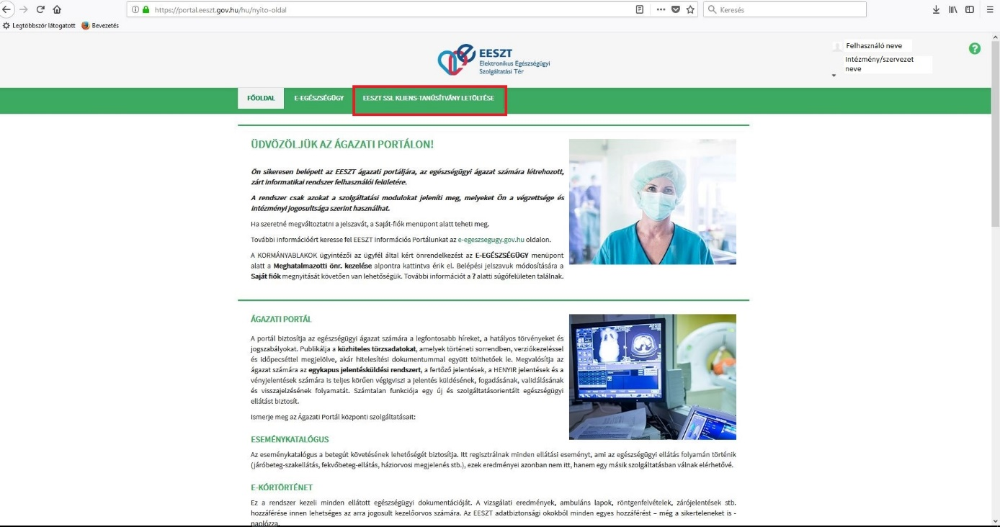 https://portal.eeszt.gov.hu/hu/nyito-oldal
Keresés
Legtöbbször látogatott
Bevezetés
EESZT
Elektronikus Egészségügyi
Szolgáltatási Tér
Felhasználó neve
Intézmény/szervezet
neve
?
FŐOLDAL
E-EGÉSZSÉGÜGY
EESZT SSL KLIENS-TANÚSÍTVÁNY LETÖLTÉSE
ÜDVÖZÖLJÜK AZ ÁGAZATI PORTÁLON!
Ön sikeresen belépett az EESZT ágazati portáljára, az egészségügyi ágazat számára létrehozott,
zárt informatikai rendszer felhasználói felületére.
A rendszer csak azokat a szolgáltatási modulokat jeleníti meg, melyeket Ön a végzettsége és
intézményi jogosultsága szerint használhat.
Ha szeretné megváltoztatni a jelszavát, a Saját-fiók menüpont alatt teheti meg.
További információért keresse fel EESZT Információs Portálunkat az e-egeszsegugy.gov.hu oldalon.
A KORMÁNYABLAKOK ügyintézői az ügyfél által kért önrendelkezést az E-EGÉSZSÉGÜGY menüpont
alatt a Meghatalmazotti önr. kezelése alpontra kattintva érik el. Belépési jelszavuk módosítására a
Saját fiók megnyitását követően van lehetőségük. További információt a ? alatti súgófelületen találnak.
ÁGAZATI PORTÁL
A portál biztosítja az egészségügyi ágazat számára a legfontosabb híreket, a hatályos törvényeket és
jogszabályokat. Publikálja a közhiteles törzsadatokat, amelyek történeti sorrendben, verziókezeléssel
és időpecséttel megjelölve, akár hitelesítési dokumentummal együtt tölthetőek le. Megvalósítja az
ágazat számára az egykapus jelentésküldési rendszert, a fertőző jelentések, a HENYIR jelentések és a
vényjelentések számára is teljes körűen végigviszi a jelentés küldésének, fogadásának, validálásának
és visszajelzésének folyamatát. Számtalan funkciója egy új és szolgáltatásorientált egészségügyi
ellátást biztosít.
Ismerje meg az Ágazati Portál központi szolgáltatásait:
ESEMÉNYKATALÓGUS
Az eseménykatalógus a betegút követésének lehetőségét biztosítja. Itt regisztrálnak minden ellátási eseményt, ami az egészségügyi ellátás folyamán történik
(járóbeteg-szakellátás, fekvőbeteg-ellátás, háziorvosi megjelenés stb.), ezek eredményei azonban nem itt, hanem egy másik szolgáltatásban válnak elérhetővé.
E-KÓRTÖRTÉNET
Ez a rendszer kezeli minden ellátott egészségügyi dokumentációját. A vizsgálati eredmények, ambuláns lapok, röntgenfelvételek, zárójelentések stb.
hozzáférése innen lehetséges az arra jogosult kezelőorvos számára. Az EESZT adatbiztonsági okokból minden egyes hozzáférést – még a sikerteleneket is -
naplózza.